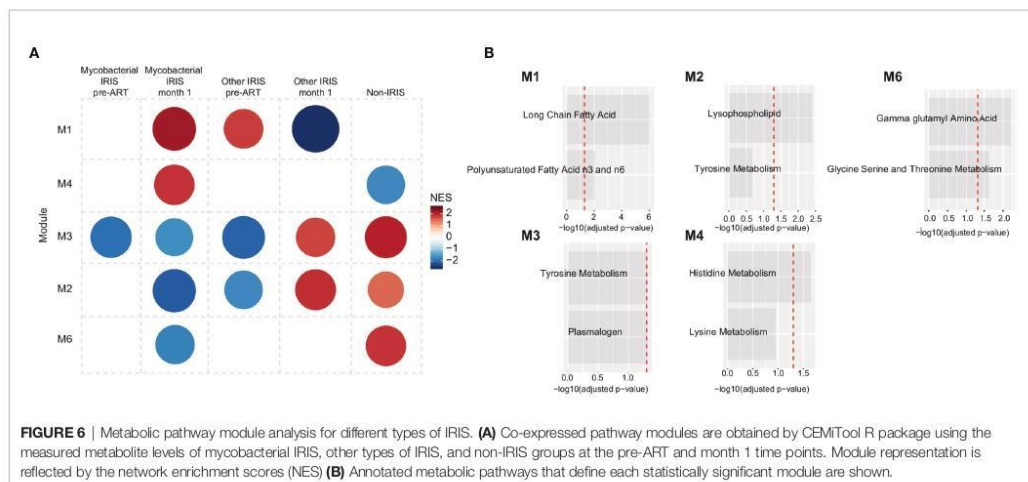 A
Mycobacterial IRIS pre-ART
Mycobacterial IRIS month 1
Other IRIS pre-ART
Other IRIS month 1
Non-IRIS
Module
M1
M4
M3
M2
M6
NES
2
1
0
−1
−2
B
M1
Long Chain Fatty Acid
Polyunsaturated Fatty Acid n3 and n6
0 2 4 6
−log10(adjusted p−value)
M2
Lysophospholipid
Tyrosine Metabolism
0.0 0.5 1.0 1.5 2.0 2.5
−log10(adjusted p−value)
M6
Gamma glutamyl Amino Acid
Glycine Serine and Threonine Metabolism
0.0 0.5 1.0 1.5 2.0
−log10(adjusted p−value)
M3
Tyrosine Metabolism
Plasmalogen
0.0 0.5 1.0
−log10(adjusted p−value)
M4
Histidine Metabolism
Lysine Metabolism
0.0 0.5 1.0 1.5
−log10(adjusted p−value)
FIGURE 6 | Metabolic pathway module analysis for different types of IRIS. (A) Co-expressed pathway modules are obtained by CEMiTool R package using the
measured metabolite levels of mycobacterial IRIS, other types of IRIS, and non-IRIS groups at the pre-ART and month 1 time points. Module representation is
reflected by the network enrichment scores (NES) (B) Annotated metabolic pathways that define each statistically significant module are shown.